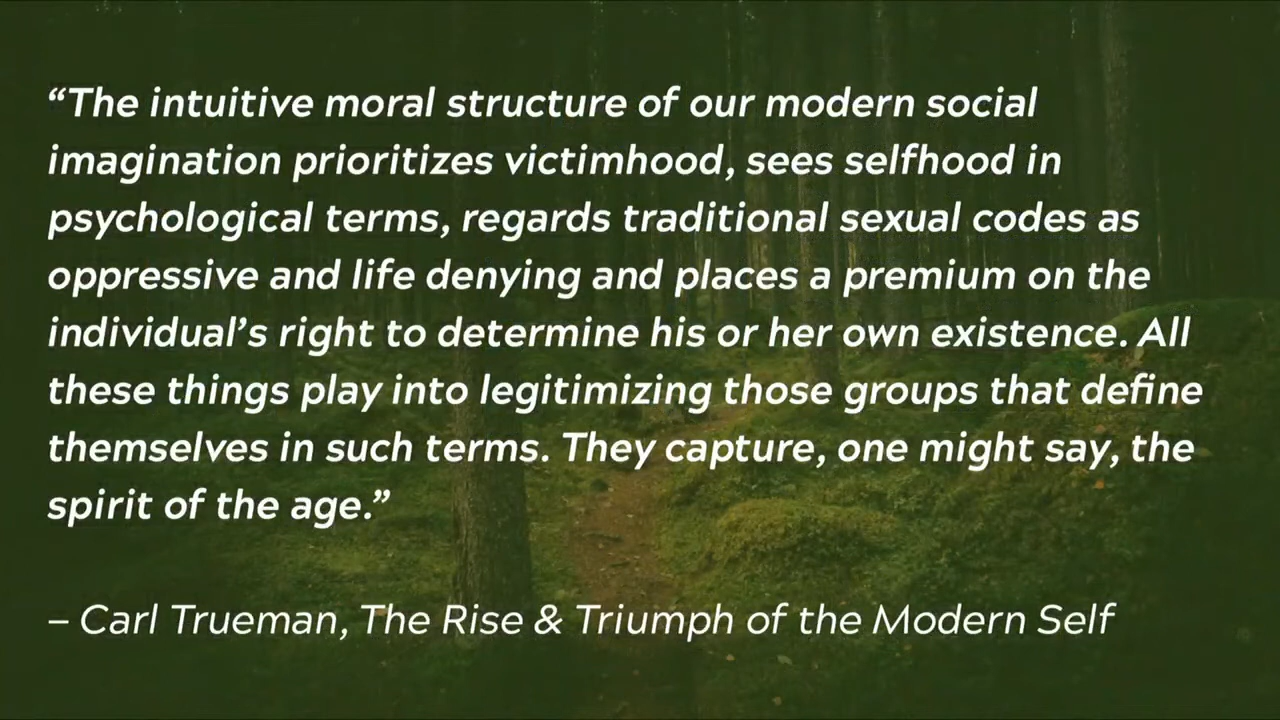 “The intuitive moral structure of our modern social
imagination prioritizes victimhood, sees selfhood in
psychological terms, regards traditional sexual codes as
oppressive and life denying and places a premium on the
individual’s right to determine his or her own existence. All
these things play into legitimizing those groups that define
themselves in such terms. They capture, one might say, the
spirit of the age.”
– Carl Trueman, The Rise & Triumph of the Modern Self